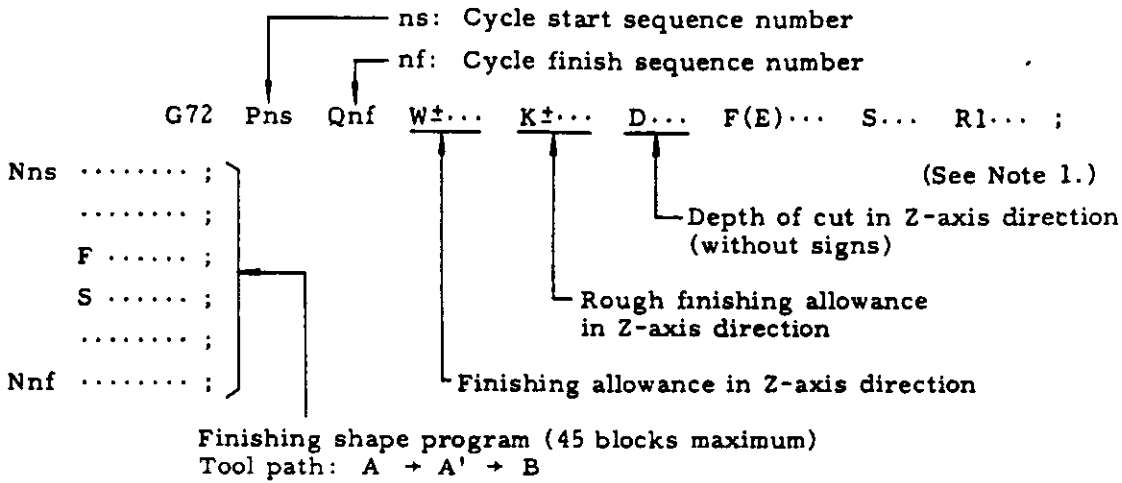 ns: Cycle start sequence number
nf: Cycle finish sequence number
G72 Pns Qnf W±··· K±··· D··· F(E)··· S··· R1··· ;
(See Note 1.)
Nns ········ ;
········ ;
F ······ ;
S ······ ;
········ ;
Nnf ········ ;
Depth of cut in Z-axis direction
(without signs)
Rough finishing allowance
in Z-axis direction
Finishing allowance in Z-axis direction
Finishing shape program (45 blocks maximum)
Tool path: A → A' → B